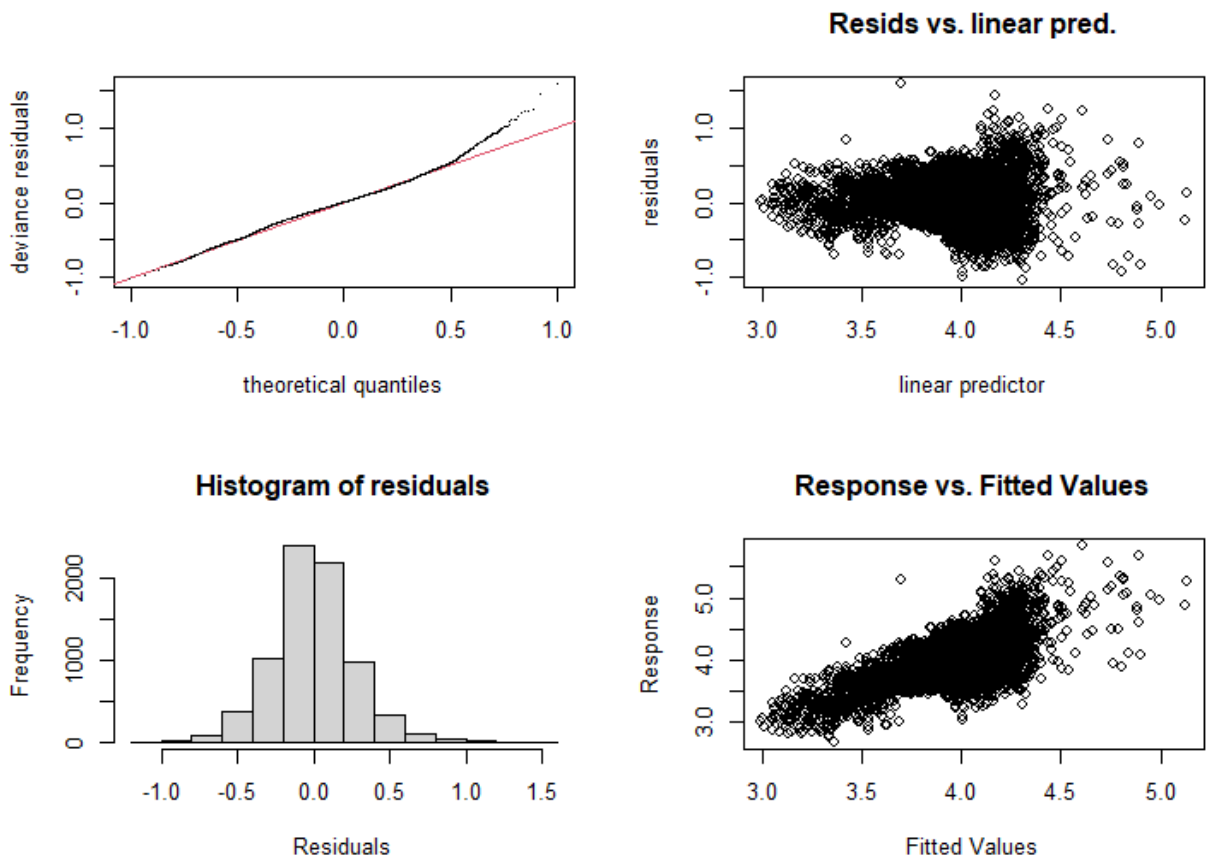 deviance residuals
1.0
0.0
-1.0
-1.0 -0.5 0.0 0.5 1.0
theoretical quantiles
Resids vs. linear pred.
residuals
1.0
0.0
-1.0
3.0 3.5 4.0 4.5 5.0
linear predictor
Histogram of residuals
Frequency
2000
1000
0
-1.0 -0.5 0.0 0.5 1.0 1.5
Residuals
Response vs. Fitted Values
Response
5.0
4.0
3.0
3.0 3.5 4.0 4.5 5.0
Fitted Values